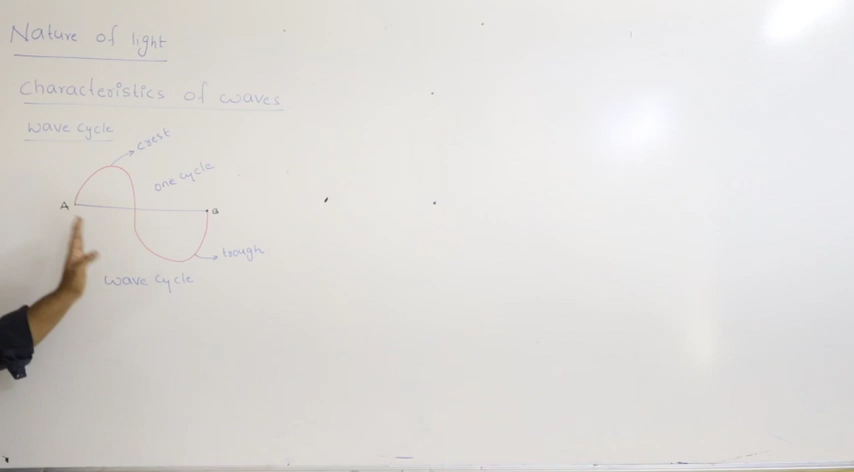 Nature of light
Characteristics of waves
wave cycle
crest
one cycle
A
B
trough
wave cycle